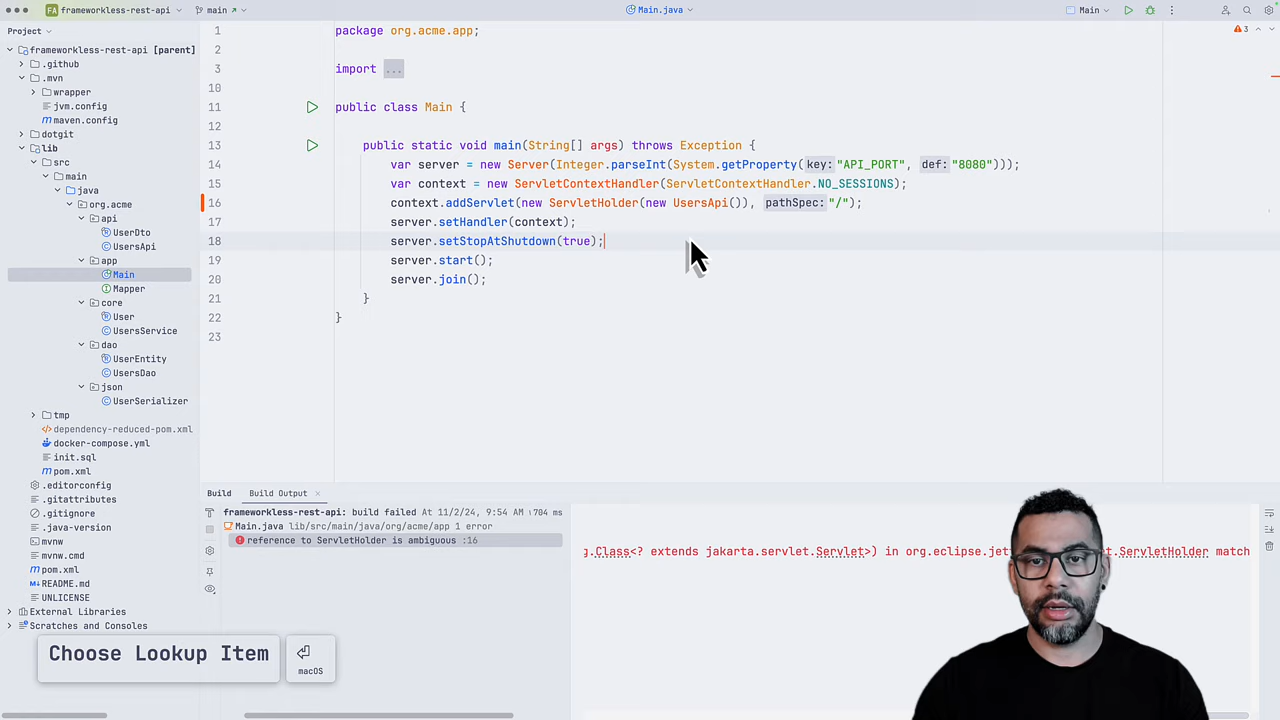 FA frameworkless-rest-api
main
Main.java
Main
Project
3
frameworkless-rest-api [parent]
.github
.mvn
wrapper
jvm.config
maven.config
dotgit
lib
src
main
java
org.acme
api
UserDto
UsersApi
app
Main
Mapper
core
User
UsersService
dao
UserEntity
UsersDao
json
UserSerializer
tmp
dependency-reduced-pom.xml
docker-compose.yml
init.sql
pom.xml
.editorconfig
.gitattributes
.gitignore
.java-version
mvnw
mvnw.cmd
pom.xml
README.md
UNLICENSE
External Libraries
Scratches and Consoles
1 package org.acme.app;
2
3 import ...
10
11 public class Main {
12
13 public static void main(String[] args) throws Exception {
14 var server = new Server(Integer.parseInt(System.getProperty( key: "API_PORT", def: "8080")));
15 var context = new ServletContextHandler(ServletContextHandler.NO_SESSIONS);
16 context.addServlet(new ServletHolder(new UsersApi()), pathSpec: "/");
17 server.setHandler(context);
18 server.setStopAtShutdown(true);
19 server.start();
20 server.join();
21 }
22 }
23
Build Build Output
frameworkless-rest-api: build failed At 11/2/24, 9:54 AM 704 ms
Main.java lib/src/main/java/org/acme/app 1 error
reference to ServletHolder is ambiguous :16
g.Class<? extends jakarta.servlet.Servlet>) in org.eclipse.jett
t.ServletHolder match
Choose Lookup Item
macOS